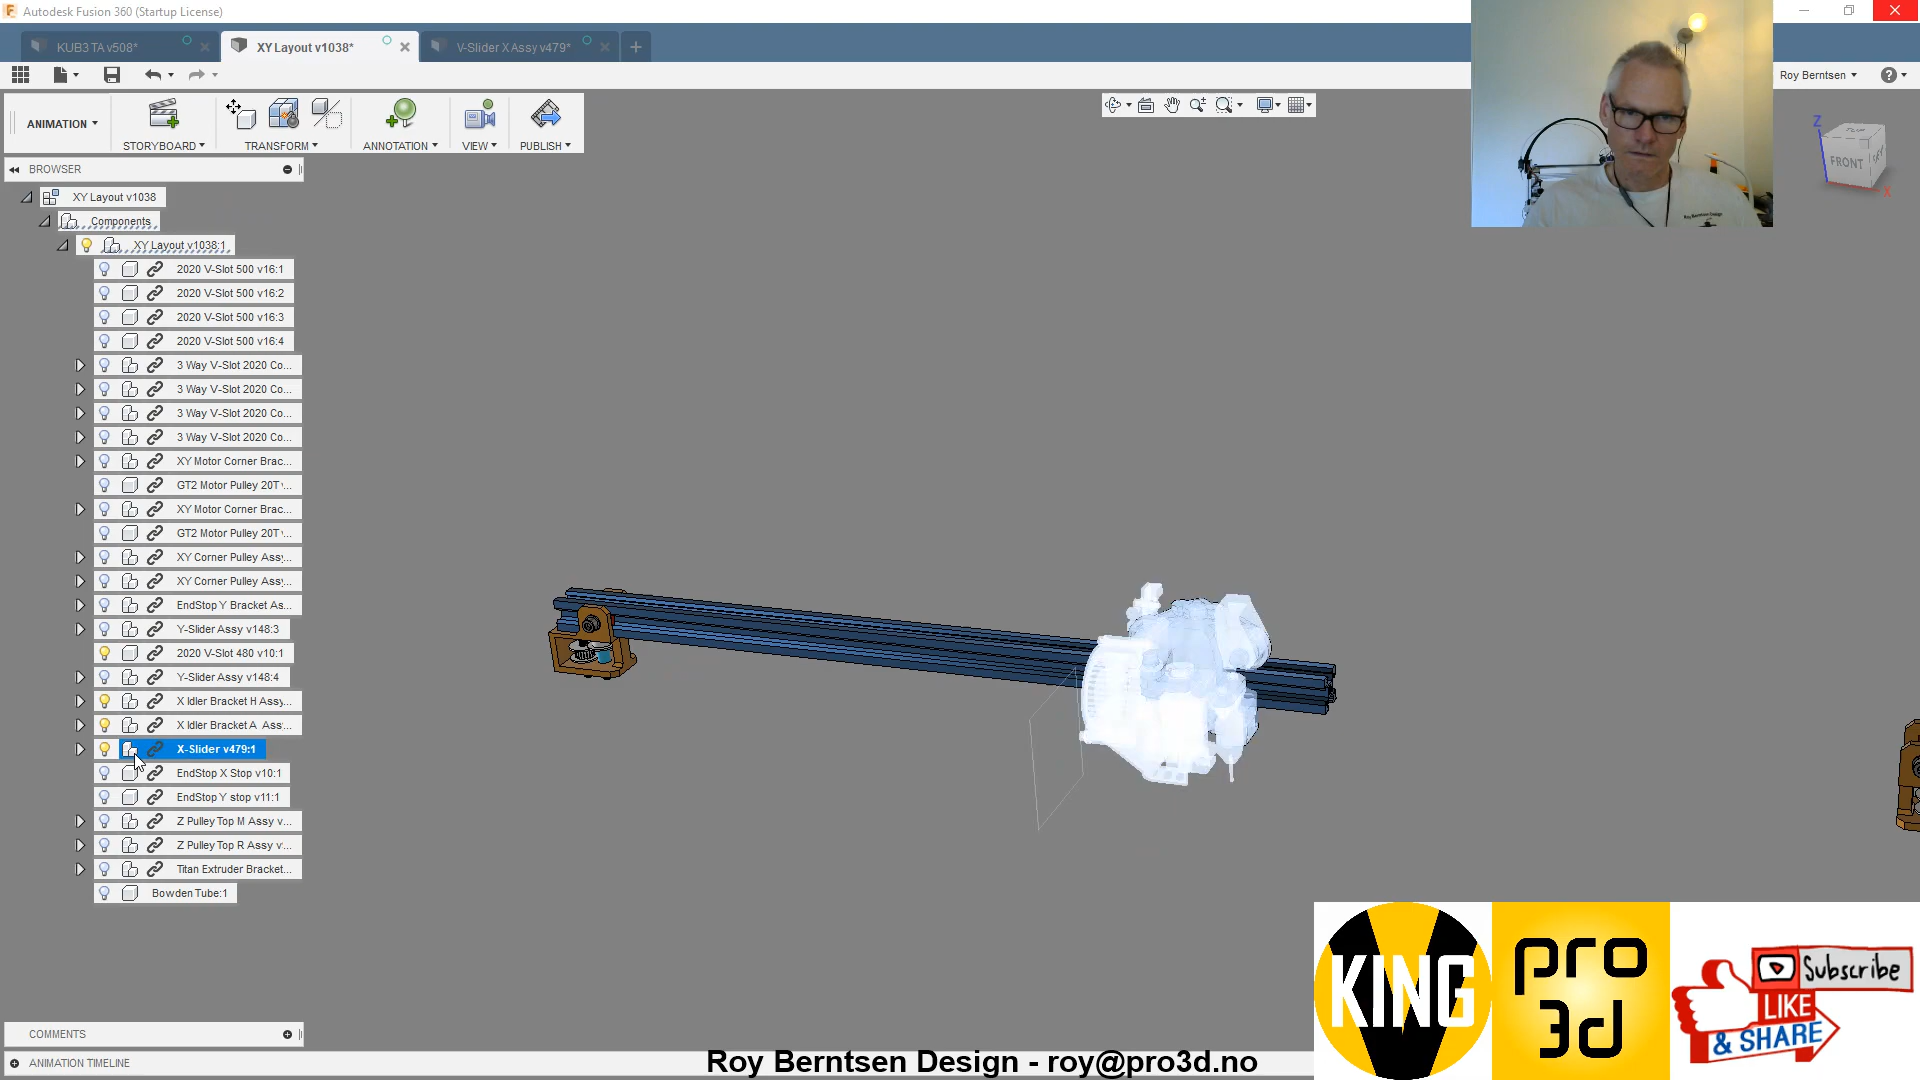 Autodesk Fusion 360 (Startup License)
KUB3 TA v508*
XY Layout v1038*
V-Slider X Assy v479*
Roy Berntsen
ANIMATION
STORYBOARD
TRANSFORM
ANNOTATION
VIEW
PUBLISH
BROWSER
XY Layout v1038
Components
XY Layout v1038:1
2020 V-Slot 500 v16:1
2020 V-Slot 500 v16:2
2020 V-Slot 500 v16:3
2020 V-Slot 500 v16:4
3 Way V-Slot 2020 Co...
3 Way V-Slot 2020 Co...
3 Way V-Slot 2020 Co...
3 Way V-Slot 2020 Co...
XY Motor Corner Brac...
GT2 Motor Pulley 20T
XY Motor Corner Brac...
GT2 Motor Pulley 20T
XY Corner Pulley Assy...
XY Corner Pulley Assy...
EndStop Y Bracket As...
Y-Slider Assy v148:3
2020 V-Slot 480 v10:1
Y-Slider Assy v148:4
X Idler Bracket H Assy...
X Idler Bracket A Ass...
X-Slider v479:1
EndStop X Stop v10:1
EndStop Y stop v11:1
Z Pulley Top M Assy v...
Z Pulley Top R Assy v...
Titan Extruder Bracket...
Bowden Tube:1
COMMENTS
ANIMATION TIMELINE
FRONT
Z
X
Roy Berntsen Design
Roy Berntsen Design - roy@pro3d.no
KING
pro
3d
Subscribe
LIKE
& SHARE